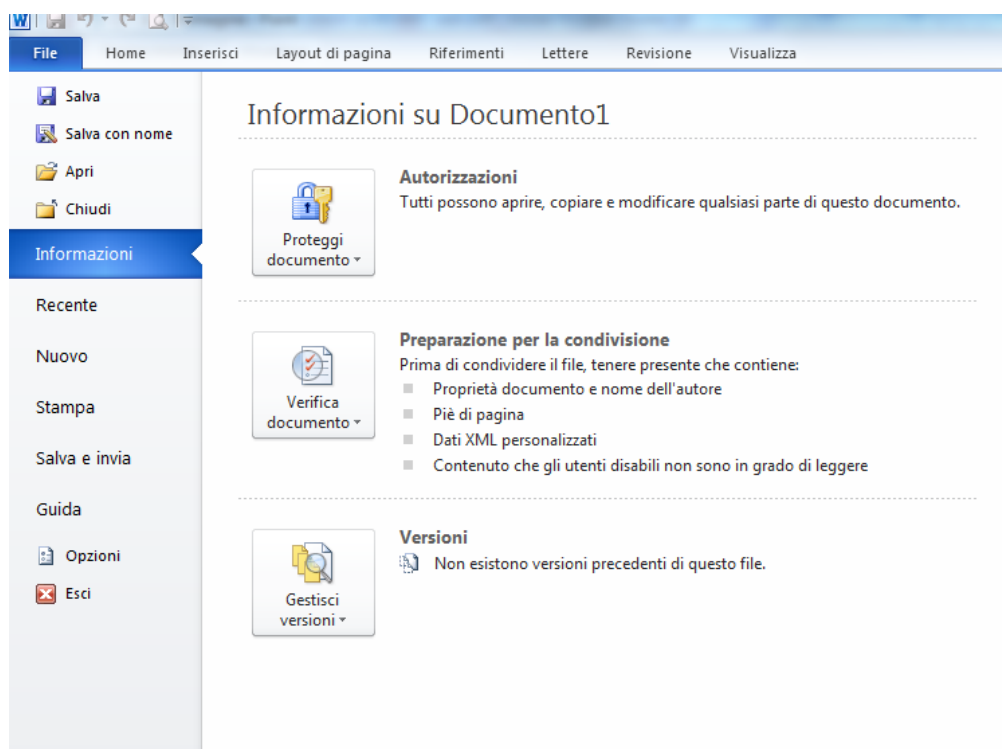 W
File Home Inserisci Layout di pagina Riferimenti Lettere Revisione Visualizza
Salva
Salva con nome
Apri
Chiudi
Informazioni
Recente
Nuovo
Stampa
Salva e invia
Guida
Opzioni
Esci
Informazioni su Documento1
Proteggi
documento
Autorizzazioni
Tutti possono aprire, copiare e modificare qualsiasi parte di questo documento.
Verifica
documento
Preparazione per la condivisione
Prima di condividere il file, tenere presente che contiene:
Proprietà documento e nome dell'autore
Piè di pagina
Dati XML personalizzati
Contenuto che gli utenti disabili non sono in grado di leggere
Gestisci
versioni
Versioni
Non esistono versioni precedenti di questo file.